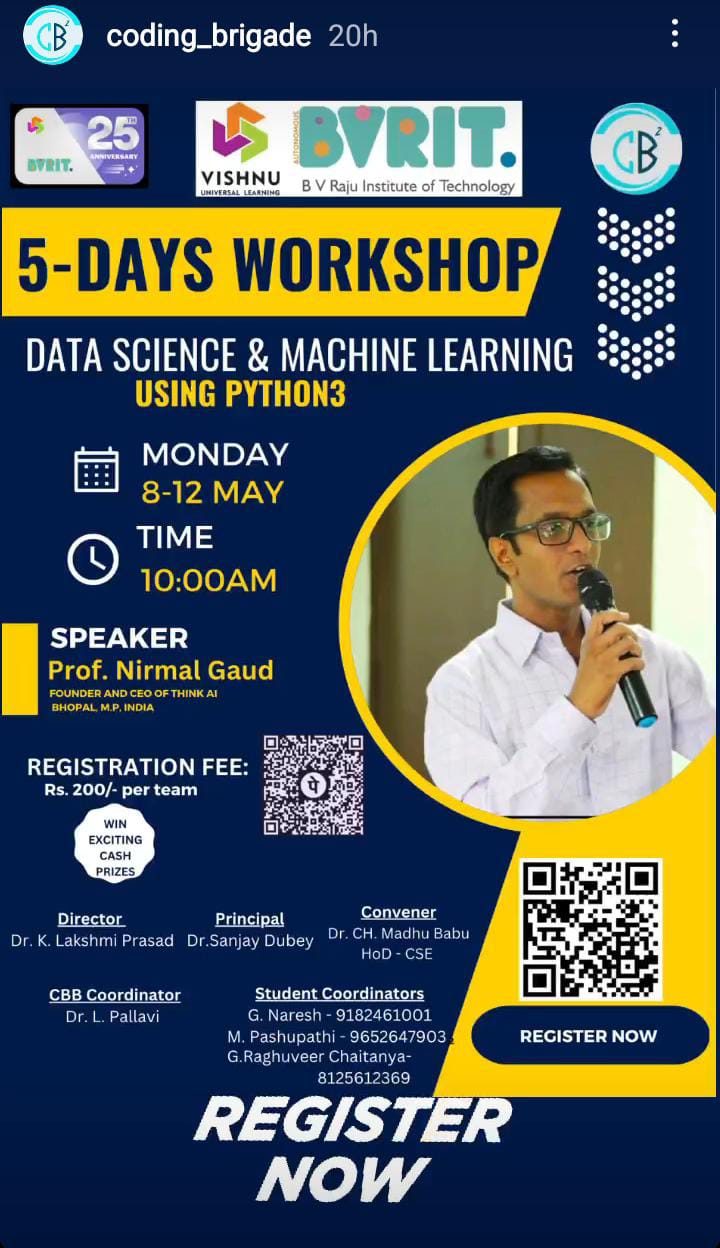 coding_brigade 20h
CB²
25TH
ANNIVERSARY
BVRIT.
VISHNU
UNIVERSAL LEARNING
AUTONOMOUS
BVRIT.
B V Raju Institute of Technology
CB²
5-DAYS WORKSHOP
DATA SCIENCE & MACHINE LEARNING
USING PYTHON3
MONDAY
8-12 MAY
TIME
10:00AM
SPEAKER
Prof. Nirmal Gaud
FOUNDER AND CEO OF THINK AI
BHOPAL, M.P, INDIA
REGISTRATION FEE:
Rs. 200/- per team
पे
WIN
EXCITING
CASH
PRIZES
Director
Dr. K. Lakshmi Prasad
Principal
Dr.Sanjay Dubey
Convener
Dr. CH. Madhu Babu
HoD - CSE
CBB Coordinator
Dr. L. Pallavi
Student Coordinators
G. Naresh - 9182461001
M. Pashupathi - 9652647903
G.Raghuveer Chaitanya-
8125612369
REGISTER NOW
REGISTER
NOW